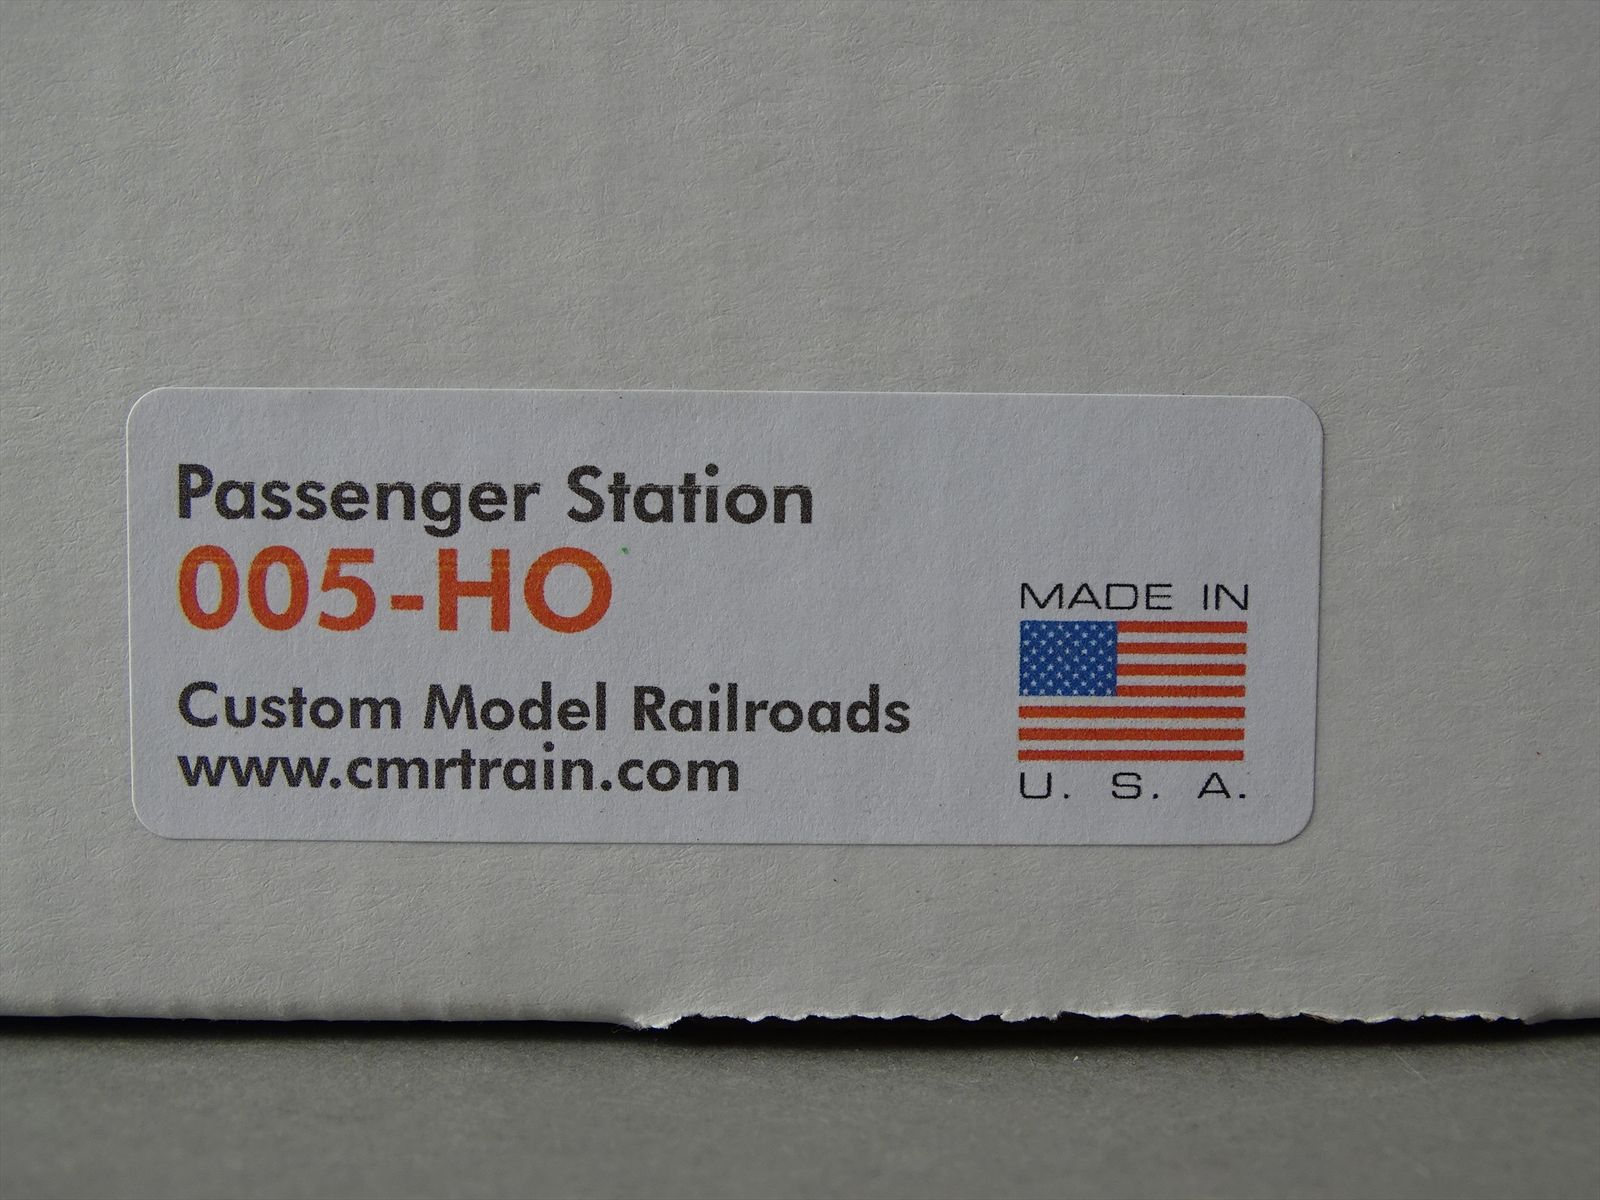 Passenger Station
005-HO
Custom Model Railroads
www.cmrtrain.com
MADE IN
U. S. A.